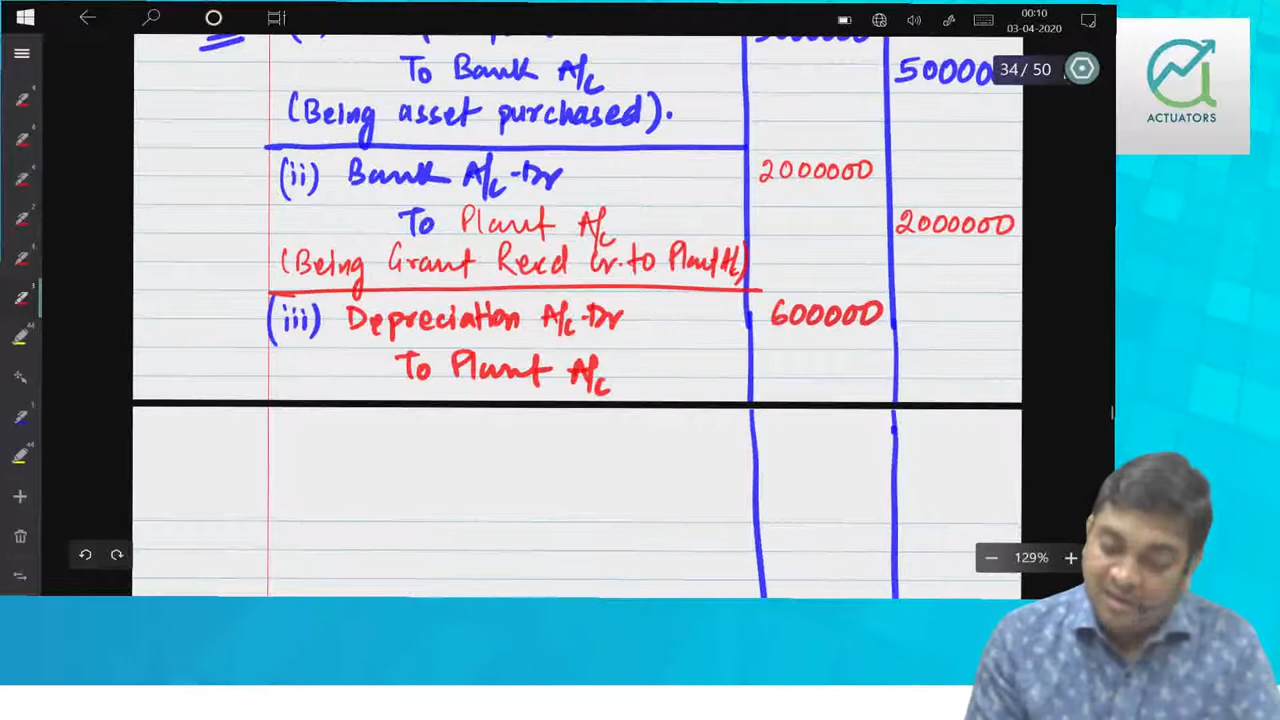 00:10
03-04-2020
34 / 50
ACTUATORS
To Bank A/c 50000
(Being asset purchased).
(ii) Bank A/c - Dr 2000000
To Plant A/c 2000000
(Being Grant Recd Cr. to Plant A/c)
(iii) Depreciation A/c - Dr 600000
To Plant A/c
129%